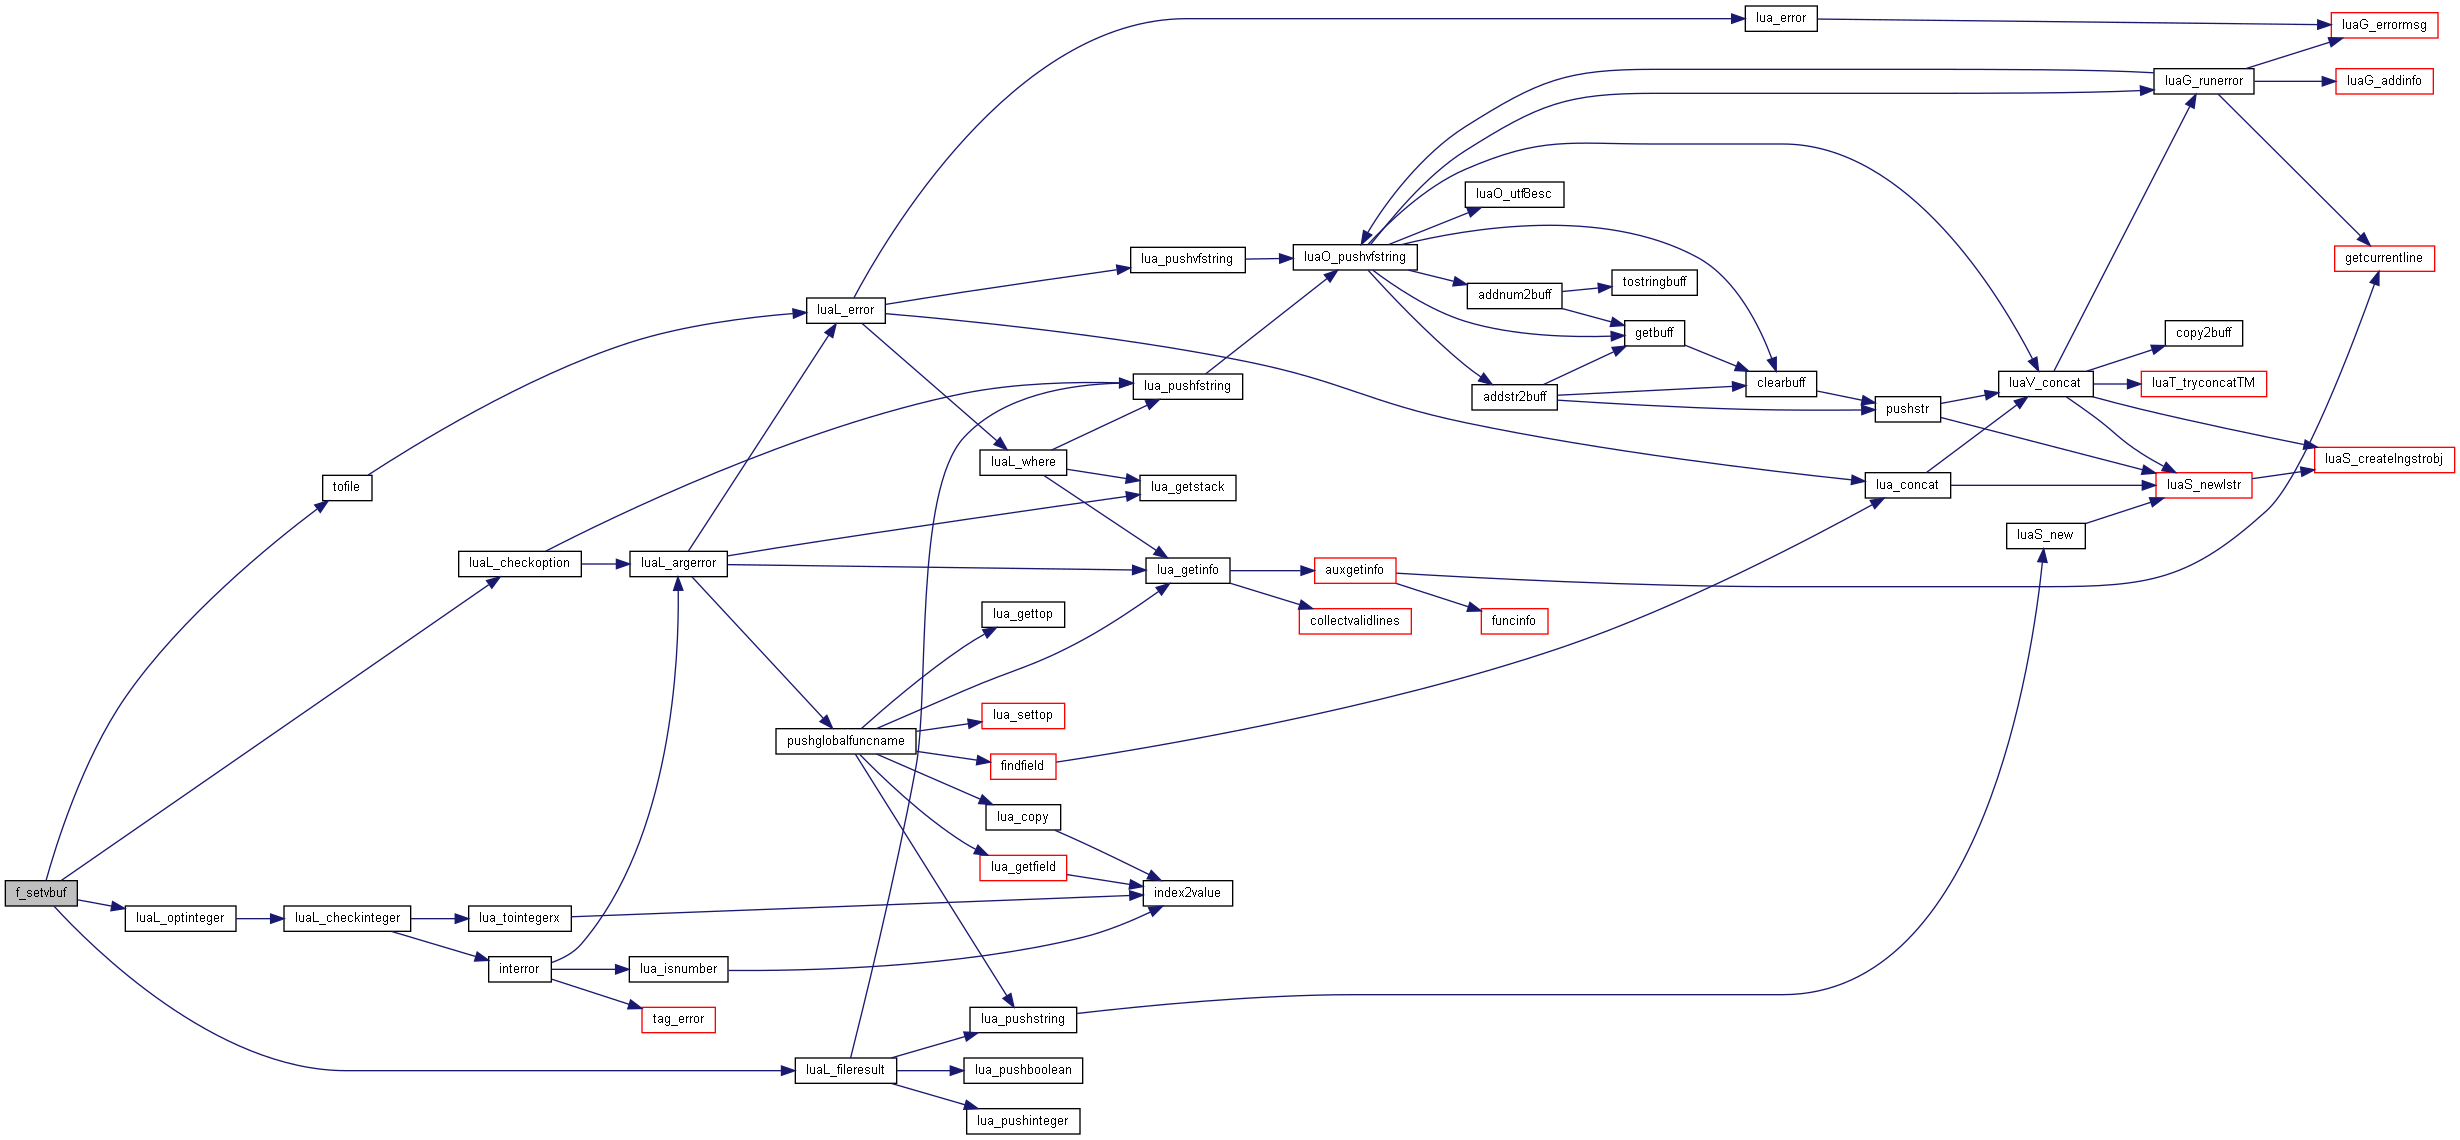 lua_error
luaG_errormsg
luaG_runerror
luaG_addinfo
luaO_utf8esc
lua_pushvfstring
luaO_pushvfstring
getcurrentline
tostringbuff
addnum2buff
luaL_error
getbuff
copy2buff
lua_pushfstring
clearbuff
luaV_concat
luaT_tryconcatTM
addstr2buff
pushstr
luaL_where
luaS_createlngstrobj
tofile
lua_getstack
lua_concat
luaS_newlstr
luaS_new
luaL_checkoption
luaL_argerror
lua_getinfo
auxgetinfo
lua_gettop
collectvalidlines
funcinfo
lua_settop
pushglobalfuncname
findfield
lua_copy
lua_getfield
f_setvbuf
index2value
luaL_optinteger
luaL_checkinteger
lua_tointegerx
interror
lua_isnumber
tag_error
lua_pushstring
luaL_fileresult
lua_pushboolean
lua_pushinteger